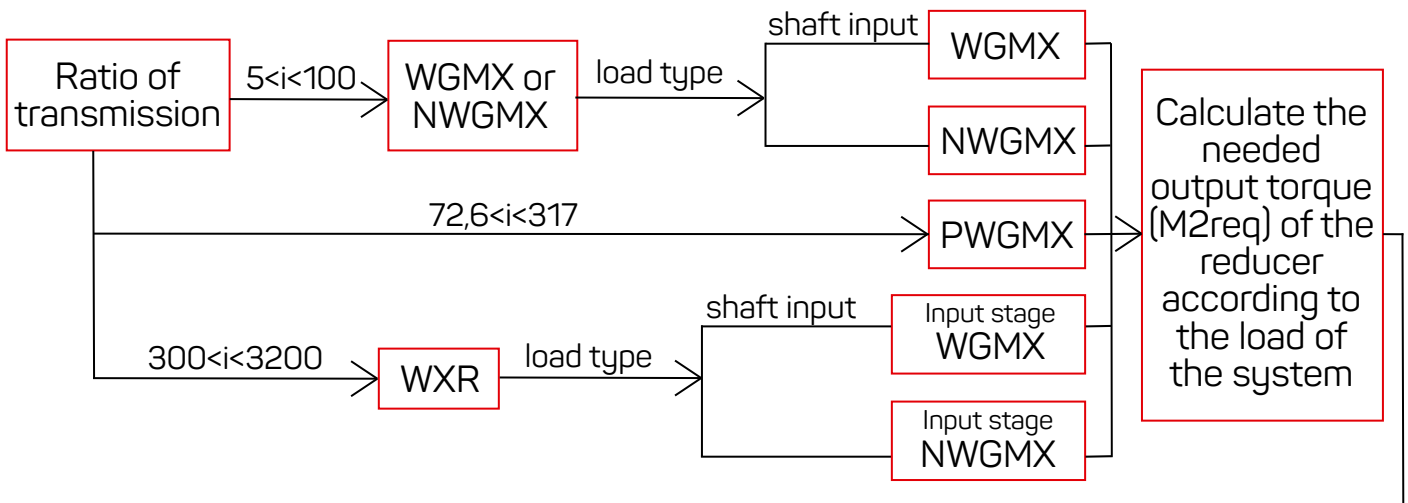 Ratio of
transmission
5<i<100
WGMX or
NWGMX
load type
shaft input
WGMX
NWGMX
72,6<i<317
PWGMX
300<i<3200
WXR
load type
shaft input
Input stage
WGMX
Input stage
NWGMX
Calculate the
needed
output torque
(M2req) of the
reducer
according to
the load of
the system